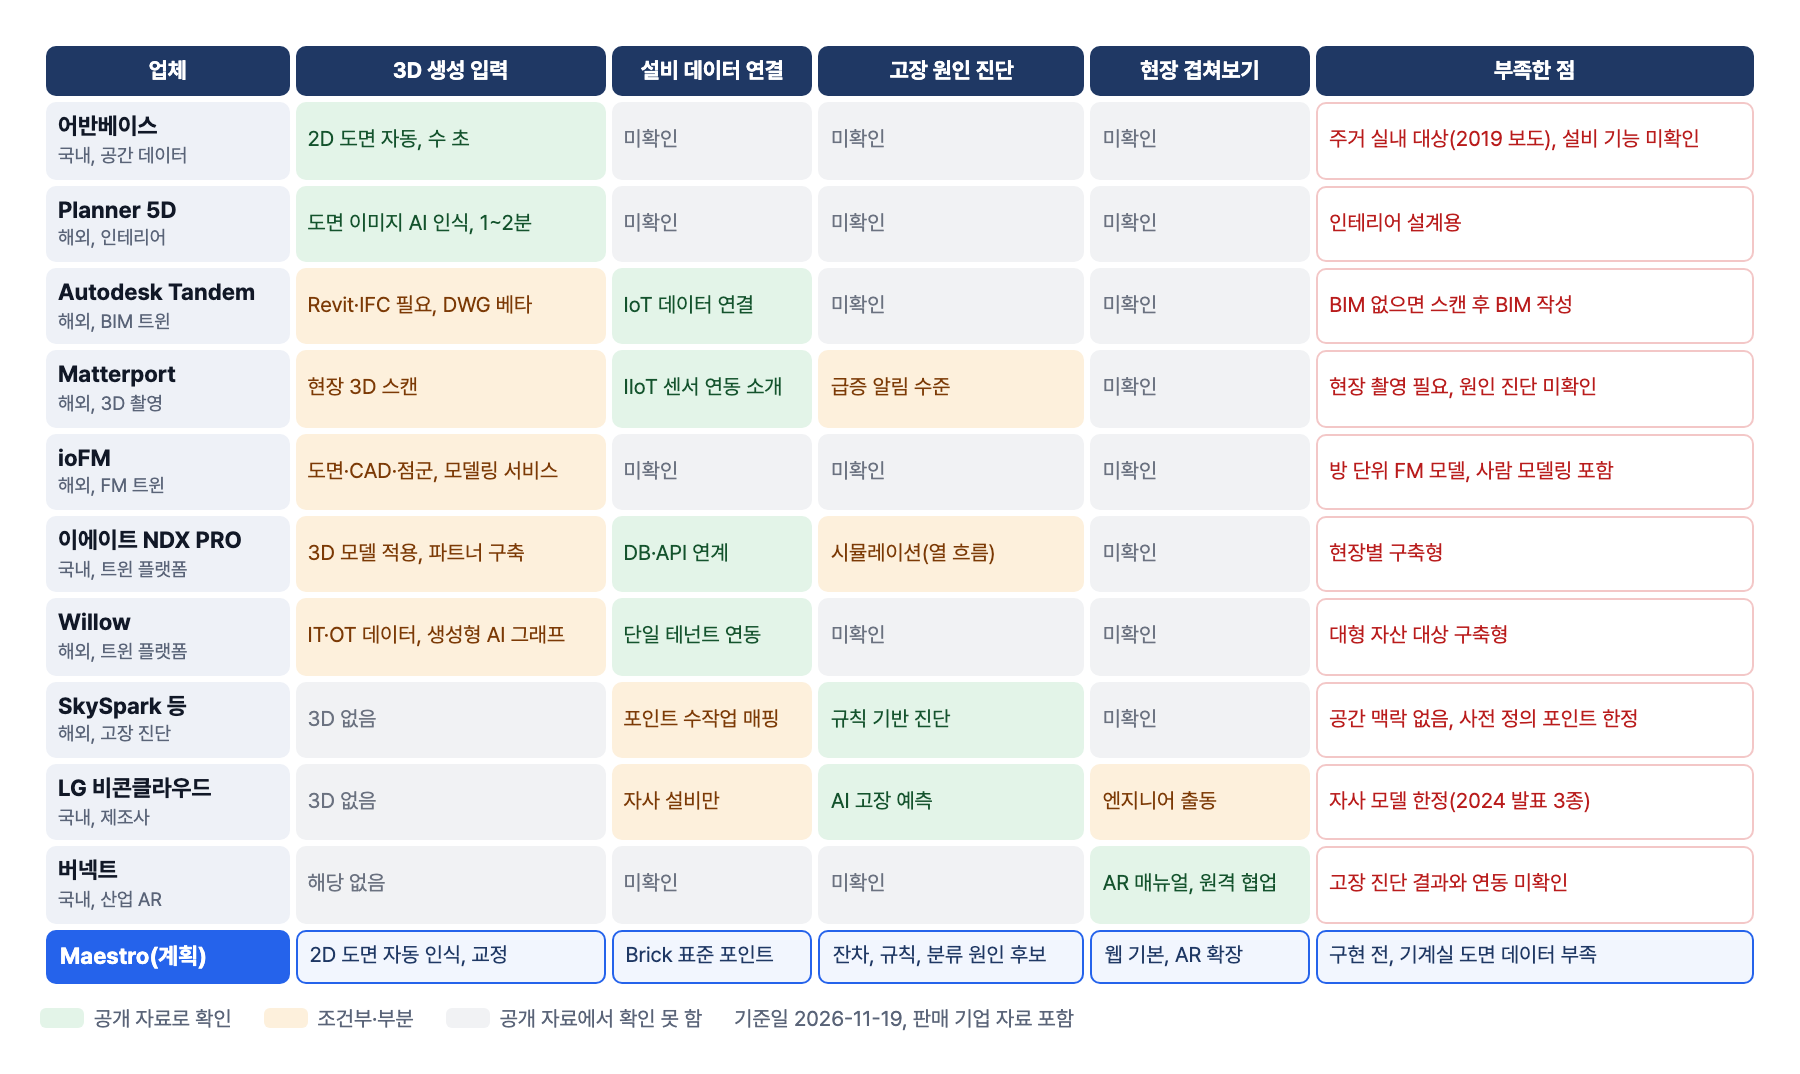 업체
3D 생성 입력
설비 데이터 연결
고장 원인 진단
현장 겹쳐보기
부족한 점
어반베이스
국내, 공간 데이터
2D 도면 자동, 수 초
미확인
미확인
미확인
주거 실내 대상(2019 보도), 설비 기능 미확인
Planner 5D
해외, 인테리어
도면 이미지 AI 인식, 1~2분
미확인
미확인
미확인
인테리어 설계용
Autodesk Tandem
해외, BIM 트윈
Revit·IFC 필요, DWG 베타
IoT 데이터 연결
미확인
미확인
BIM 없으면 스캔 후 BIM 작성
Matterport
해외, 3D 촬영
현장 3D 스캔
IIoT 센서 연동 소개
급증 알림 수준
미확인
현장 촬영 필요, 원인 진단 미확인
ioFM
해외, FM 트윈
도면·CAD·점군, 모델링 서비스
미확인
미확인
미확인
방 단위 FM 모델, 사람 모델링 포함
이에이트 NDX PRO
국내, 트윈 플랫폼
3D 모델 적용, 파트너 구축
DB·API 연계
시뮬레이션(열 흐름)
미확인
현장별 구축형
Willow
해외, 트윈 플랫폼
IT·OT 데이터, 생성형 AI 그래프
단일 테넌트 연동
미확인
미확인
대형 자산 대상 구축형
SkySpark 등
해외, 고장 진단
3D 없음
포인트 수작업 매핑
규칙 기반 진단
미확인
공간 맥락 없음, 사전 정의 포인트 한정
LG 비콘클라우드
국내, 제조사
3D 없음
자사 설비만
AI 고장 예측
엔지니어 출동
자사 모델 한정(2024 발표 3종)
버넥트
국내, 산업 AR
해당 없음
미확인
미확인
AR 매뉴얼, 원격 협업
고장 진단 결과와 연동 미확인
Maestro(계획)
2D 도면 자동 인식, 교정
Brick 표준 포인트
잔차, 규칙, 분류 원인 후보
웹 기본, AR 확장
구현 전, 기계실 도면 데이터 부족
공개 자료로 확인
조건부·부분
공개 자료에서 확인 못 함
기준일 2026-11-19, 판매 기업 자료 포함